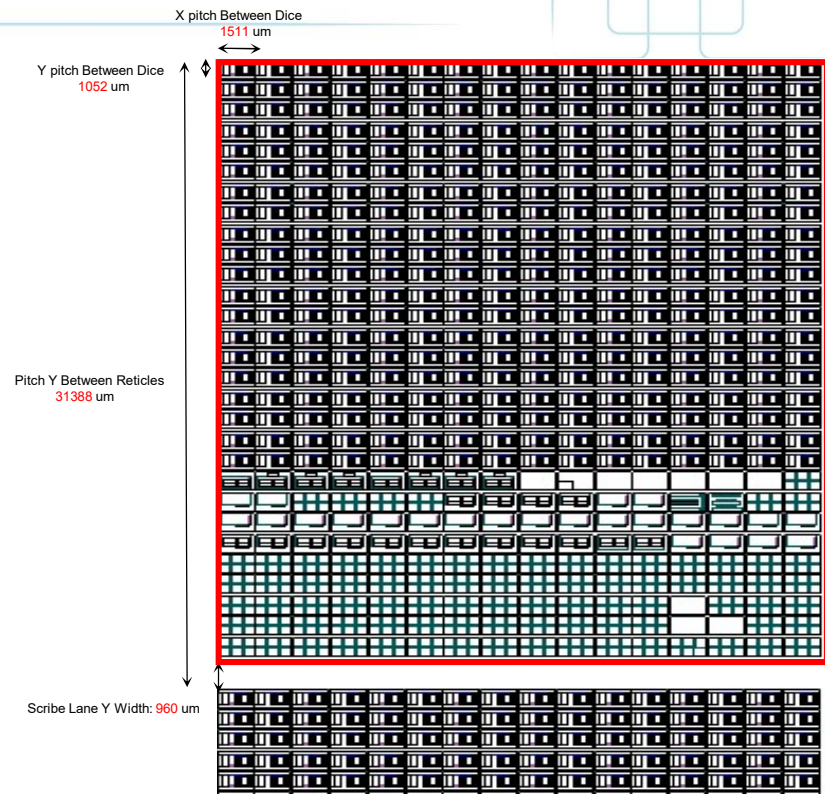 X pitch Between Dice
1511 um
Y pitch Between Dice
1052 um
Pitch Y Between Reticles
31388 um
Scribe Lane Y Width: 960 um